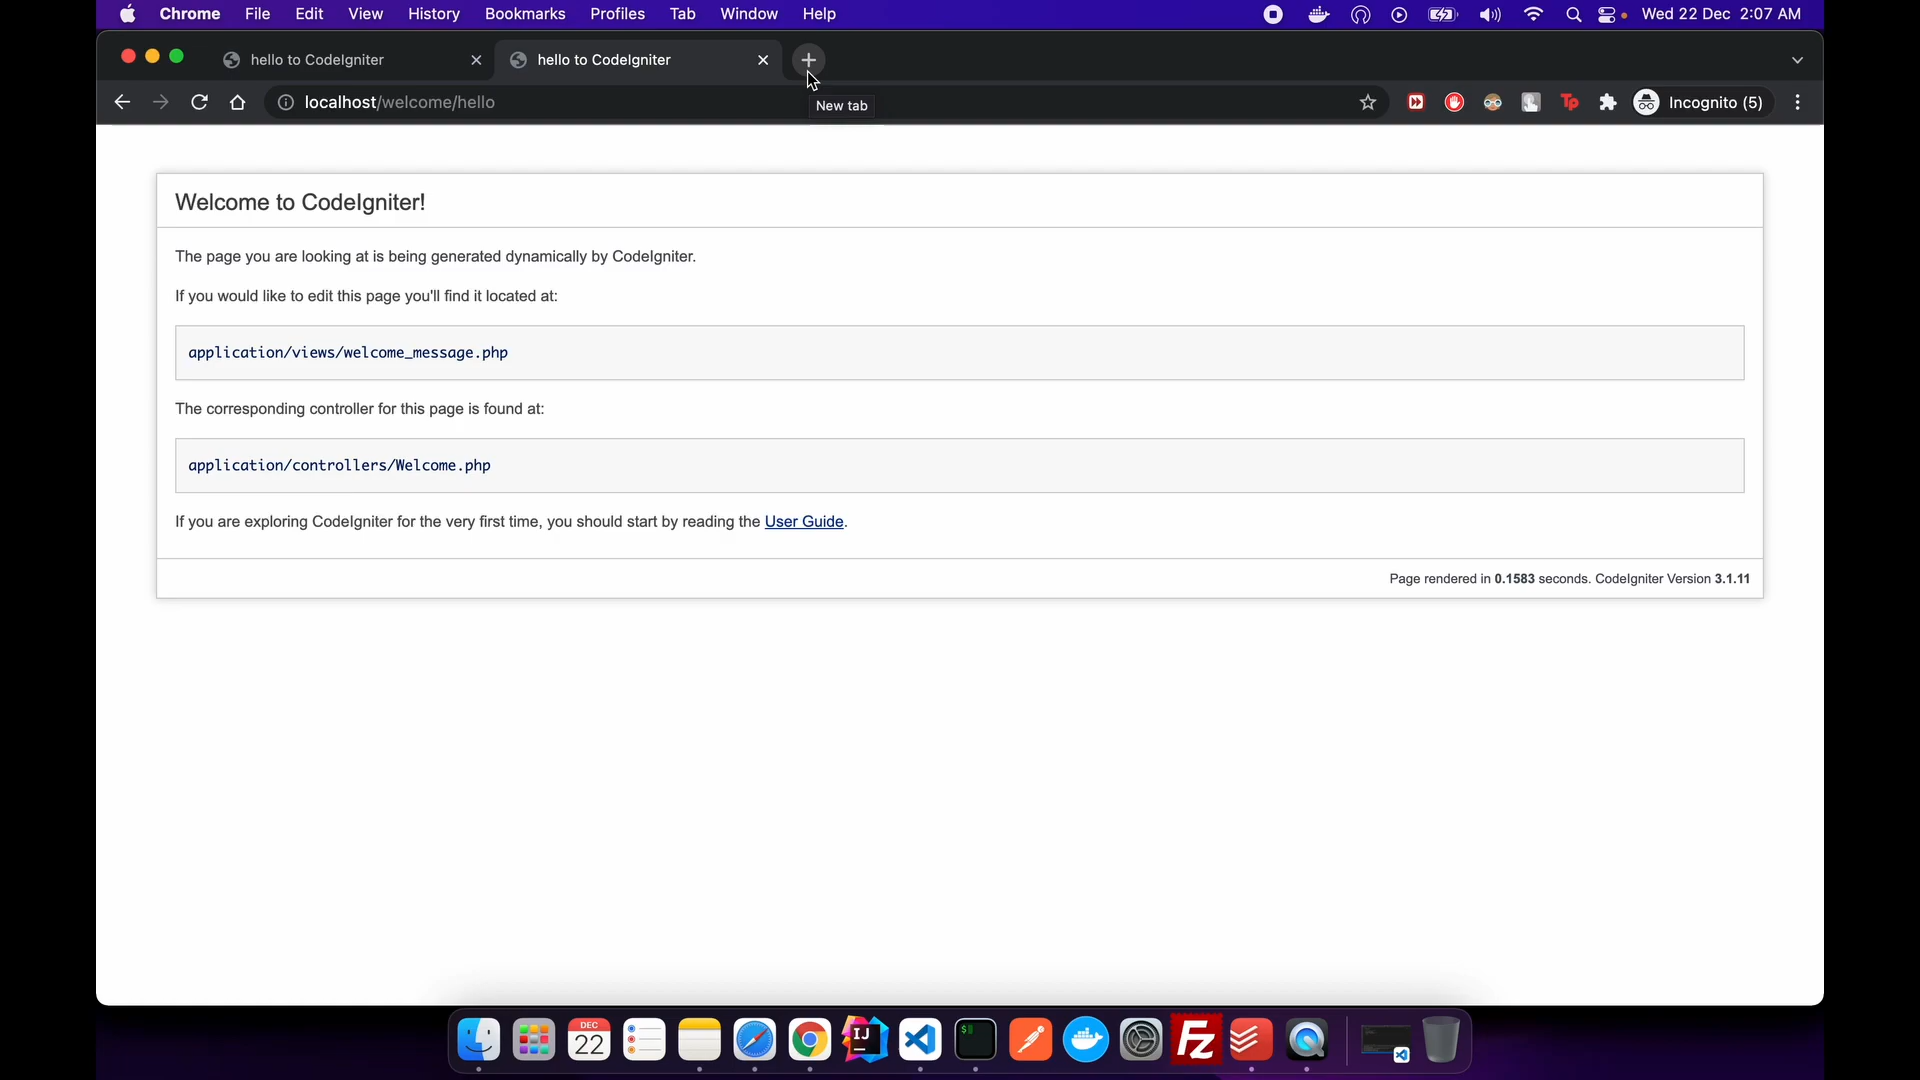 Chrome File Edit View History Bookmarks Profiles Tab Window Help Wed 22 Dec 2:07 AM
hello to CodeIgniter hello to CodeIgniter
localhost/welcome/hello Incognito (5)
New tab
Welcome to CodeIgniter!
The page you are looking at is being generated dynamically by CodeIgniter.
If you would like to edit this page you'll find it located at:
application/views/welcome_message.php
The corresponding controller for this page is found at:
application/controllers/Welcome.php
If you are exploring CodeIgniter for the very first time, you should start by reading the User Guide.
Page rendered in 0.1583 seconds. CodeIgniter Version 3.1.11
DEC
22
IJ
$
Fz